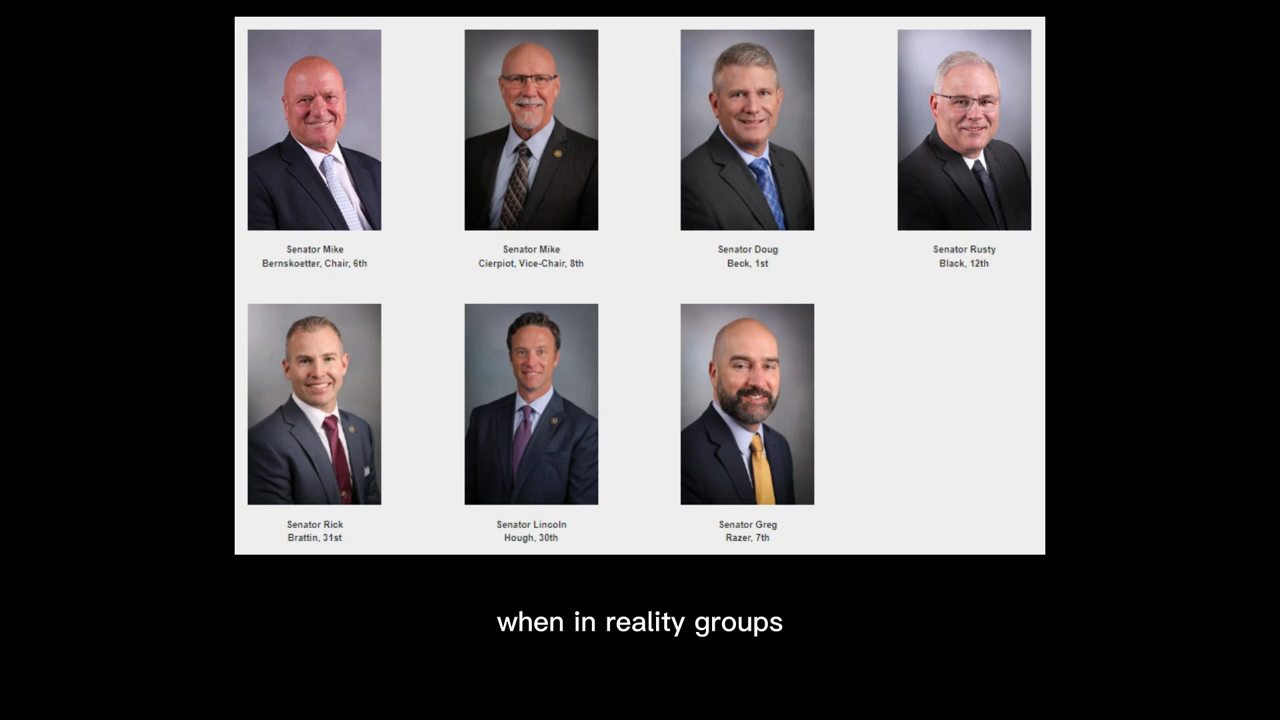 Senator Mike
Bernskoetter, Chair, 6th
Senator Mike
Cierpiot, Vice-Chair, 8th
Senator Doug
Beck, 1st
Senator Rusty
Black, 12th
Senator Rick
Brattin, 31st
Senator Lincoln
Hough, 30th
Senator Greg
Razer, 7th
when in reality groups